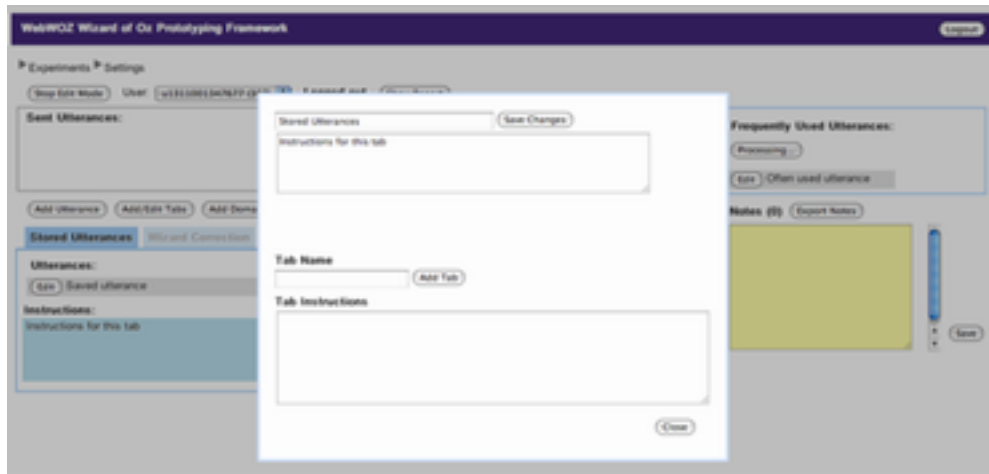 WebWOZ Wizard of Oz Prototyping Framework
Logout
Experiments Settings
Stop Edit Mode User:
Sent Utterances:
Stored Utterances Save Changes
Instructions for this tab
Frequently Used Utterances:
Processing...
Edit Often used utterance
Add Utterance Add/Edit Tabs
Notes (0) Export Notes
Stored Utterances Wizard Correction
Utterances:
Edit Saved utterance
Instructions:
Instructions for this tab
Tab Name
Add Tab
Tab Instructions
Save
Close